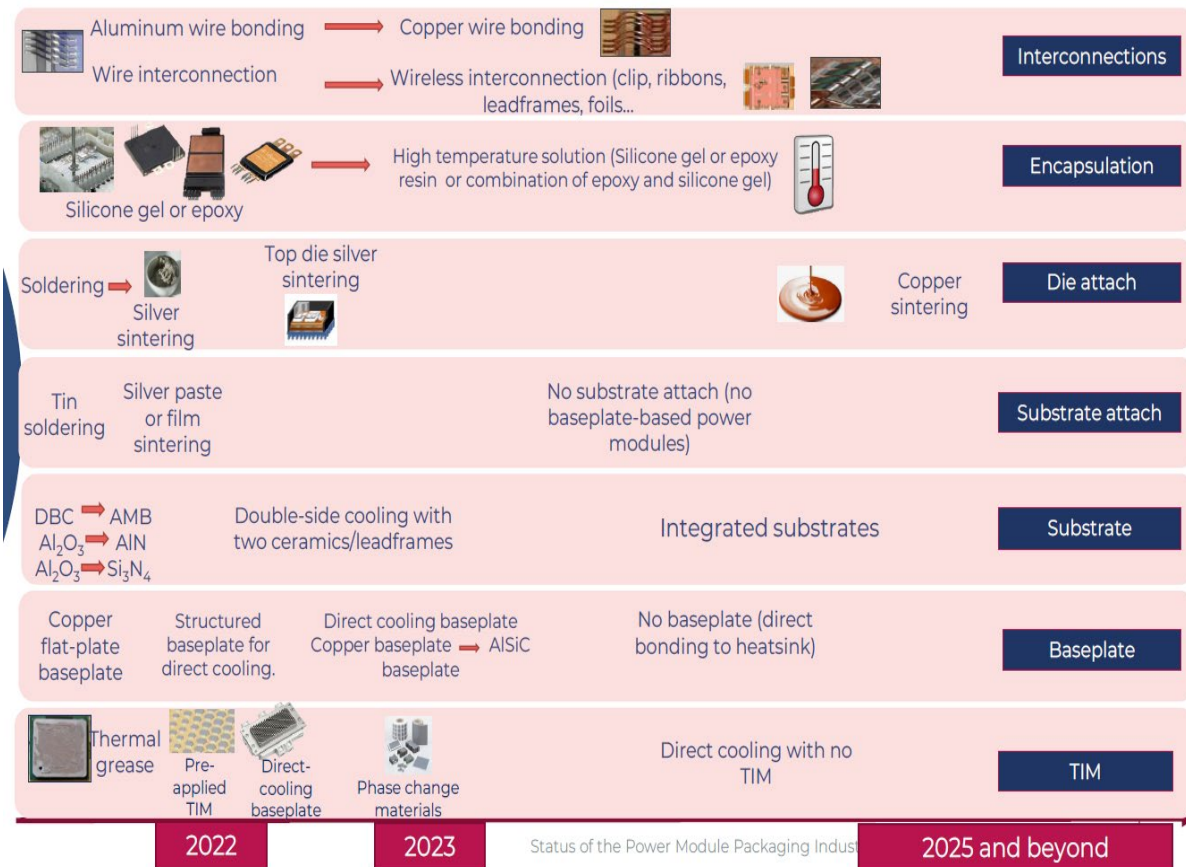 Aluminum wire bonding
Copper wire bonding
Interconnections
Wire interconnection
Wireless interconnection (clip, ribbons,
leadframes, foils...
High temperature solution (Silicone gel or epoxy
resin or combination of epoxy and silicone gel)
Encapsulation
Silicone gel or epoxy
Soldering
Silver
sintering
Top die silver
sintering
Copper
sintering
Die attach
Tin
soldering
Silver paste
or film
sintering
No substrate attach (no
baseplate-based power
modules)
Substrate attach
DBC AMB
Al₂O₃ AlN
Al₂O₃ Si₃N₄
Double-side cooling with
two ceramics/leadframes
Integrated substrates
Substrate
Copper
flat-plate
baseplate
Structured
baseplate for
direct cooling.
Direct cooling baseplate
Copper baseplate AlSiC
baseplate
No baseplate (direct
bonding to heatsink)
Baseplate
Thermal
grease
Pre-
applied
TIM
Direct-
cooling
baseplate
Phase change
materials
Direct cooling with no
TIM
TIM
2022
2023
Status of the Power Module Packaging Indust
2025 and beyond